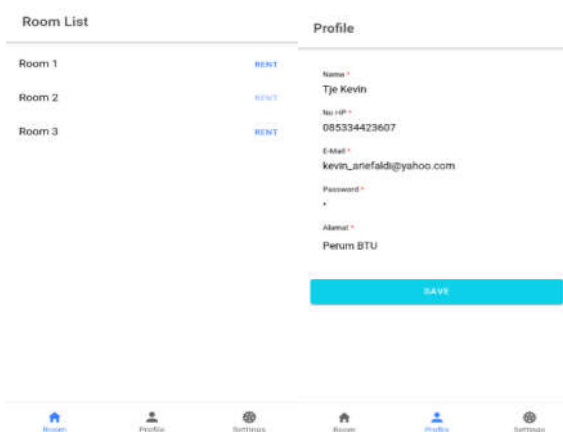 Room List
Room 1 RENT
Room 2 RENT
Room 3 RENT
Room Profile Settings
Profile
Name *
Tje Kevin
No HP *
085334423607
E-Mail *
kevin_ariefaldi@yahoo.com
Password *
•
Alamat *
Perum BTU
SAVE
Room Profile Settings